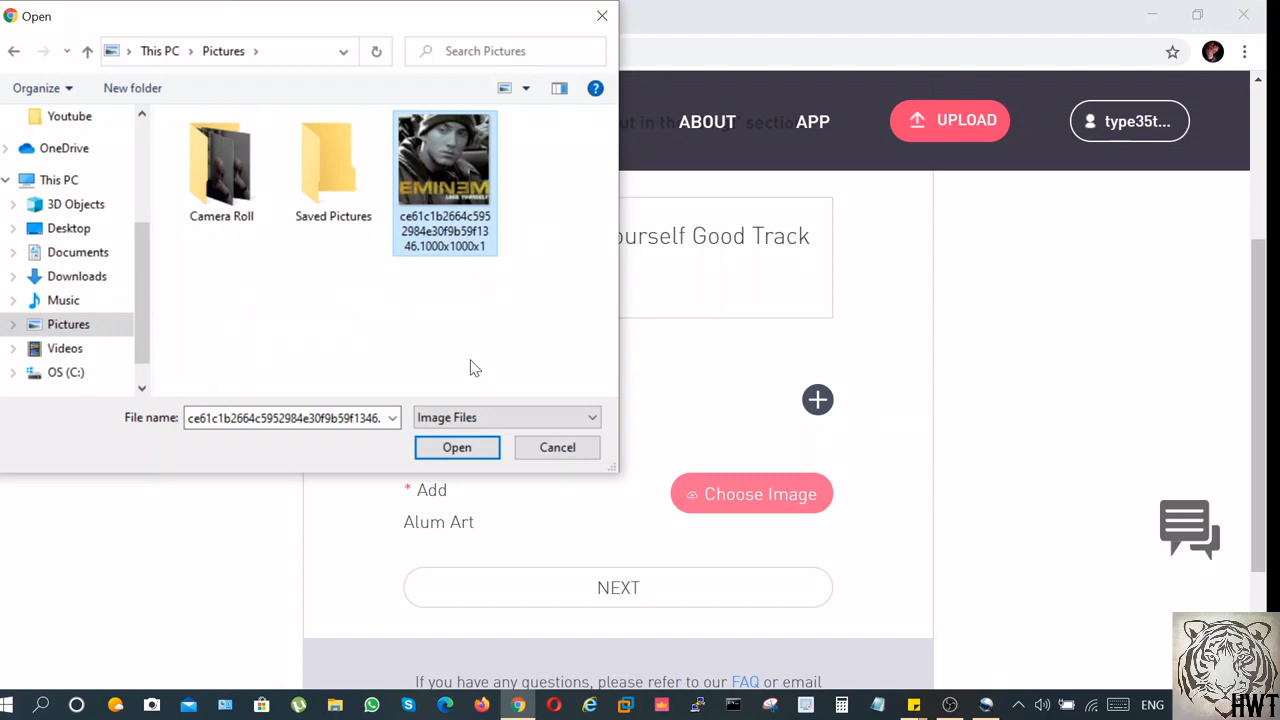 Open
This PC
Pictures
Search Pictures
Organize
New folder
Youtube
OneDrive
This PC
3D Objects
Desktop
Documents
Downloads
Music
Pictures
Videos
OS (C:)
Camera Roll
Saved Pictures
EMINEM
LOSE YOURSELF
ce61c1b2664c595
2984e30f9b59f13
46.1000x1000x1
File name:
ce61c1b2664c5952984e30f9b59f1346.
Image Files
Open
Cancel
ABOUT
APP
UPLOAD
type35t...
ourself Good Track
* Add
Alum Art
Choose Image
NEXT
If you have any questions, please refer to our FAQ or email
ENG
HWT